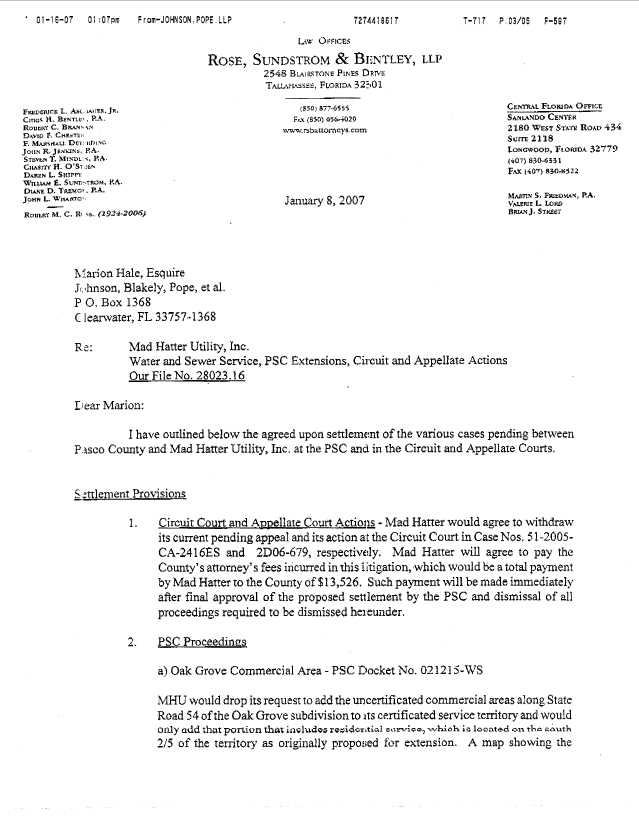 01-16-07 01:07pm From-JOHNSON,POPE LLP 7274418617 T-717 P.03/05 F-597
LAW OFFICES
ROSE, SUNDSTROM & BENTLEY, LLP
2548 BLAIRSTONE PINES DRIVE
TALLAHASSEE, FLORIDA 32301
(850) 877-6555
FAX (850) 656-4029
www.rsbattorneys.com
FREDERICK L. JR.
CHRIS H. P.A.
ROBERT C. BRANNAN
DAVID F. CHESTER
F. MARSHALL
JOHN R. JENKINS, P.A.
STEVEN T. P.A.
CHASITY H. O'STEEN
DAREN L. SHIPPY
WILLIAM E. SUNDSTROM, P.A.
DIANE D. TREMOR, P.A.
JOHN L. WHARTON
ROBERT M. C. ROSE, (1924-2006)
CENTRAL FLORIDA OFFICE
SANLANDO CENTER
2180 WEST STATE ROAD 434
SUITE 2118
LONGWOOD, FLORIDA 32779
(407) 830-6331
FAX (407) 830-8522
MARTIN S. FRIEDMAN, P.A.
VALERIE L. LORD
BRIAN J. STREET
January 8, 2007
Marion Hale, Esquire
Johnson, Blakely, Pope, et al.
P O. Box 1368
Clearwater, FL 33757-1368
Re: Mad Hatter Utility, Inc.
Water and Sewer Service, PSC Extensions, Circuit and Appellate Actions
Our File No. 28023.16
Dear Marion:
I have outlined below the agreed upon settlement of the various cases pending between
Pasco County and Mad Hatter Utility, Inc. at the PSC and in the Circuit and Appellate Courts.
Settlement Provisions
1. Circuit Court and Appellate Court Actions - Mad Hatter would agree to withdraw
its current pending appeal and its action at the Circuit Court in Case Nos. 51-2005-
CA-2416ES and 2D06-679, respectively. Mad Hatter will agree to pay the
County's attorney's fees incurred in this litigation, which would be a total payment
by Mad Hatter to the County of $13,526. Such payment will be made immediately
after final approval of the proposed settlement by the PSC and dismissal of all
proceedings required to be dismissed hereunder.
2. PSC Proceedings
a) Oak Grove Commercial Area - PSC Docket No. 021215-WS
MHU would drop its request to add the uncertificated commercial areas along State
Road 54 of the Oak Grove subdivision to its certificated service territory and would
only add that portion that includes residential service, which is located on the south
2/5 of the territory as originally proposed for extension. A map showing the